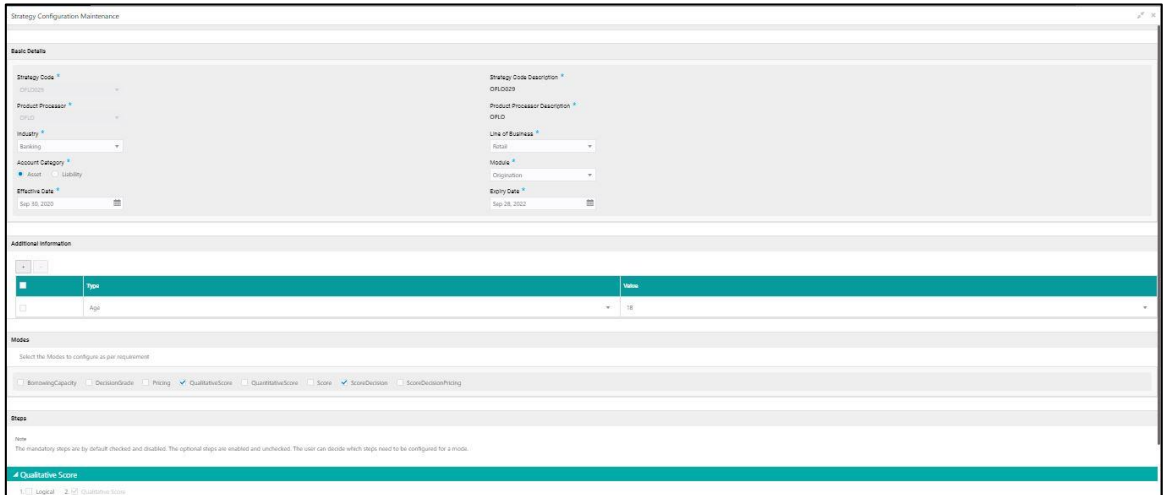 Strategy Configuration Maintenance
Basic Details
Strategy Code *
OFLO029
Strategy Code Description *
OFLO029
Product Processor *
OFLO
Product Processor Description *
OFLO
Industry *
Banking
Line of Business *
Retail
Account Category *
Asset Liability
Module *
Origination
Effective Date *
Sep 30, 2020
Expiry Date *
Sep 28, 2022
Additional Information
+ -
Type Value
Age 18
Modes
Select the Modes to configure as per requirement
BorrowingCapacity DecisionGrade Pricing QualitativeScore QuantitativeScore Score ScoreDecision ScoreDecisionPricing
Steps
Note
The mandatory steps are by default checked and disabled. The optional steps are enabled and unchecked. The user can decide which steps need to be configured for a mode.
Qualitative Score
1. Logical 2. Qualitative Score